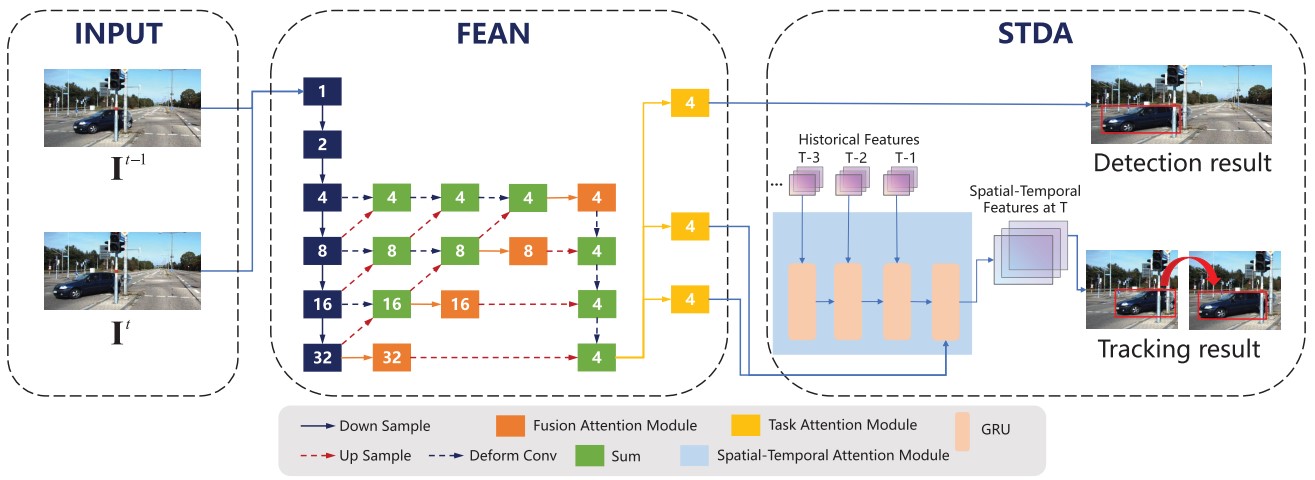 INPUT
FEAN
STDA
I^{t-1}
I^{t}
1
2
4 4 4 4 4
8 8 8 8 4
16 16 16 4
32 32 4
4
4
4
Historical Features
T-3 T-2 T-1
...
Spatial-Temporal
Features at T
Detection result
Tracking result
Down Sample
Fusion Attention Module
Task Attention Module
GRU
Up Sample
Deform Conv
Sum
Spatial-Temporal Attention Module